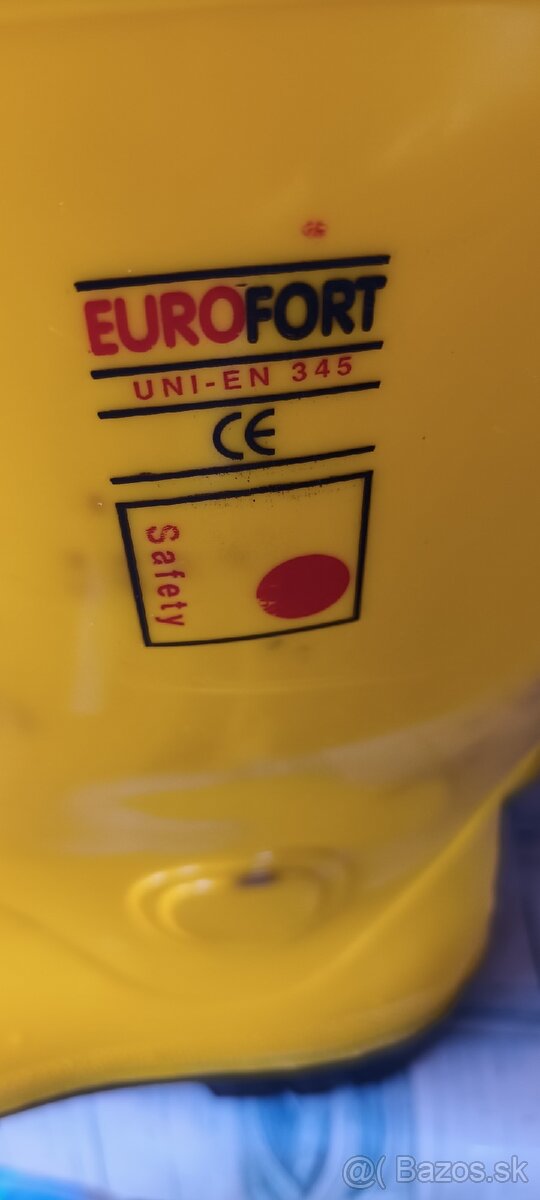 EUROFORT
UNI-EN 345
CE
Safety
@( Bazos.sk